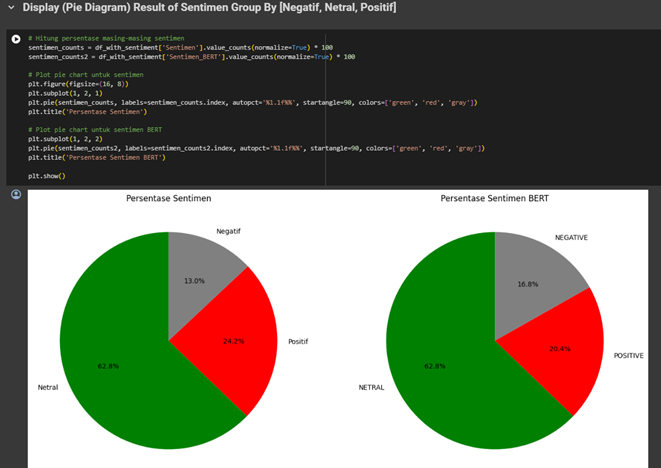 Display (Pie Diagram) Result of Sentimen Group By [Negatif, Netral, Positif]
# Hitung persentase masing-masing sentimen
sentimen_counts = df_with_sentiment['Sentimen'].value_counts(normalize=True) * 100
sentimen_counts2 = df_with_sentiment['Sentimen_BERT'].value_counts(normalize=True) * 100
# Plot pie chart untuk sentimen
plt.figure(figsize=(16, 8))
plt.subplot(1, 2, 1)
plt.pie(sentimen_counts, labels=sentimen_counts.index, autopct='%1.1f%%', startangle=90, colors=['green', 'red', 'gray'])
plt.title('Persentase Sentimen')
# Plot pie chart untuk sentimen BERT
plt.subplot(1, 2, 2)
plt.pie(sentimen_counts2, labels=sentimen_counts2.index, autopct='%1.1f%%', startangle=90, colors=['green', 'red', 'gray'])
plt.title('Persentase Sentimen BERT')
plt.show()
Persentase Sentimen
Negatif
13.0%
24.2%
Positif
62.8%
Netral
Persentase Sentimen BERT
NEGATIVE
16.8%
20.4%
POSITIVE
62.8%
NETRAL